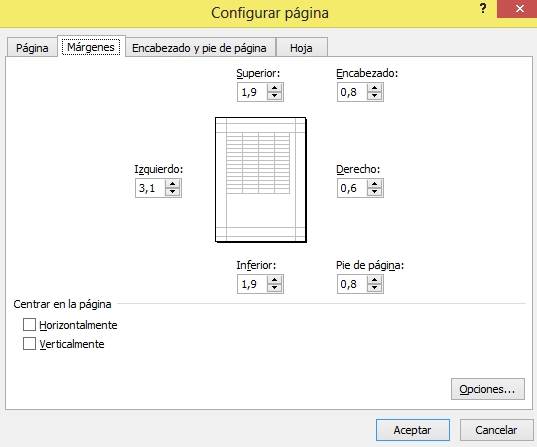 Configurar página
?
Página Márgenes Encabezado y pie de página Hoja
Superior: Encabezado:
1,9 0,8
Izquierdo: Derecho:
3,1 0,6
Inferior: Pie de página:
1,9 0,8
Centrar en la página
Horizontalmente
Verticalmente
Opciones...
Aceptar Cancelar